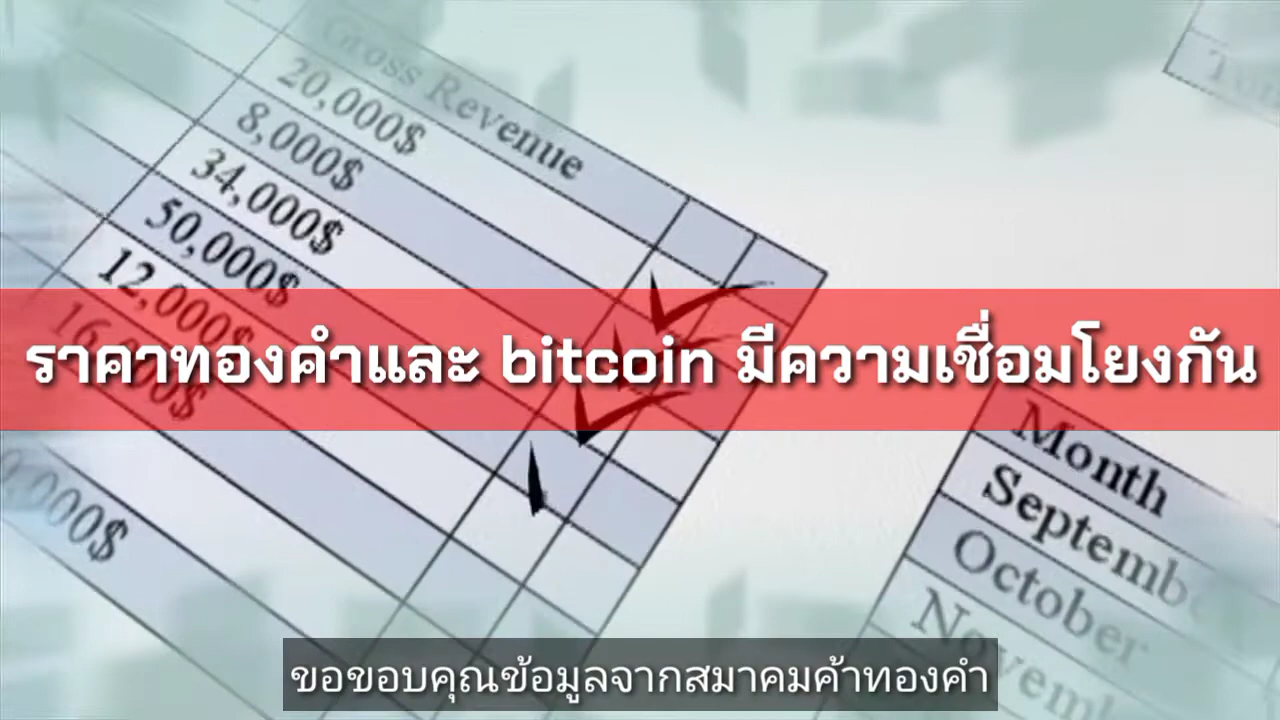 Gross Revenue
20,000$
8,000$
34,000$
50,000$
12,000$
ราคาทองคำและ bitcoin มีความเชื่อมโยงกัน
Month
September
October
November
ขอขอบคุณข้อมูลจากสมาคมค้าทองคำ